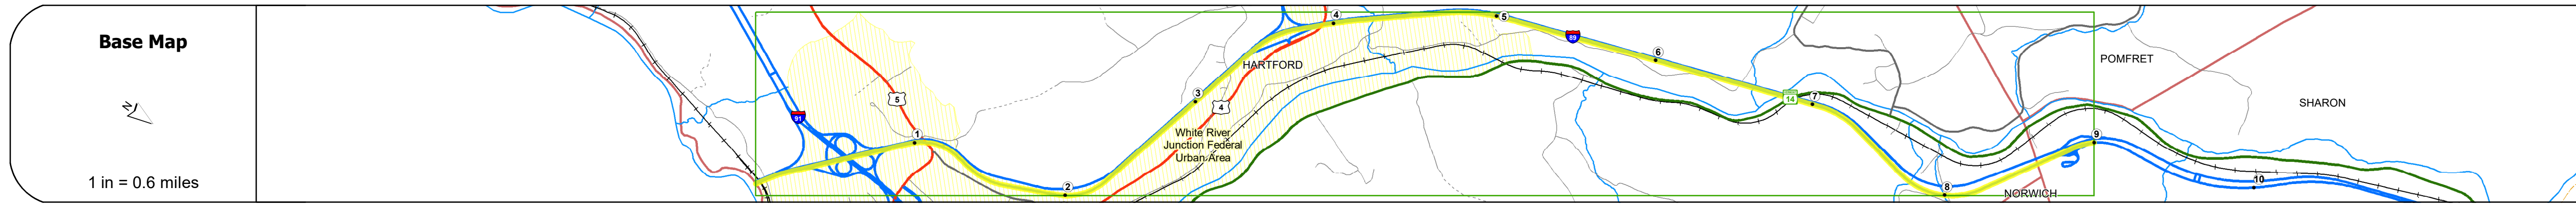 Base Map
N
1 in = 0.6 miles
91
5
1
2
3
4
HARTFORD
4
White River
Junction Federal
Urban Area
5
89
6
14
7
8
NORWICH
9
POMFRET
10
SHARON